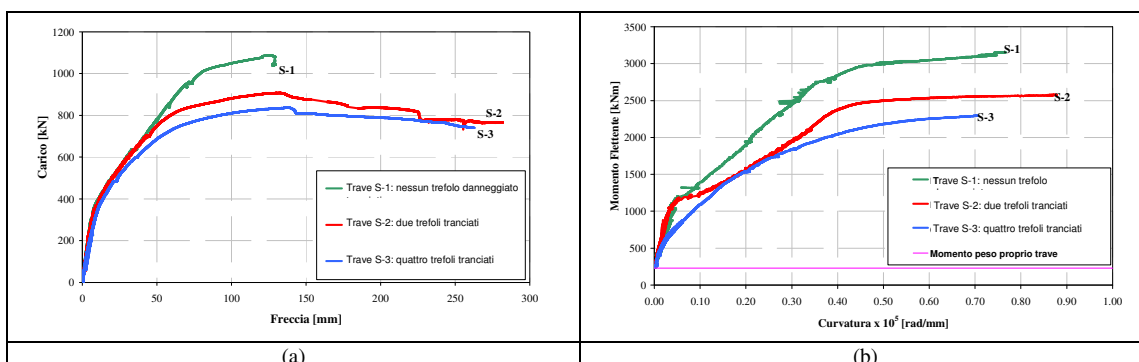 1200
1000
800
600
400
200
0
Carico [kN]
0 50 100 150 200 250 300
Freccia [mm]
S-1
S-2
S-3
Trave S-1: nessun trefolo danneggiato
Trave S-2: due trefoli tranciati
Trave S-3: quattro trefoli tranciati
(a)
3500
3000
2500
2000
1500
1000
500
0
Momento Flettente [kNm]
0.00 0.10 0.20 0.30 0.40 0.50 0.60 0.70 0.80 0.90 1.00
Curvatura x 10⁵ [rad/mm]
S-1
S-2
S-3
Trave S-1: nessun trefolo
Trave S-2: due trefoli tranciati
Trave S-3: quattro trefoli tranciati
Momento peso proprio trave
(b)